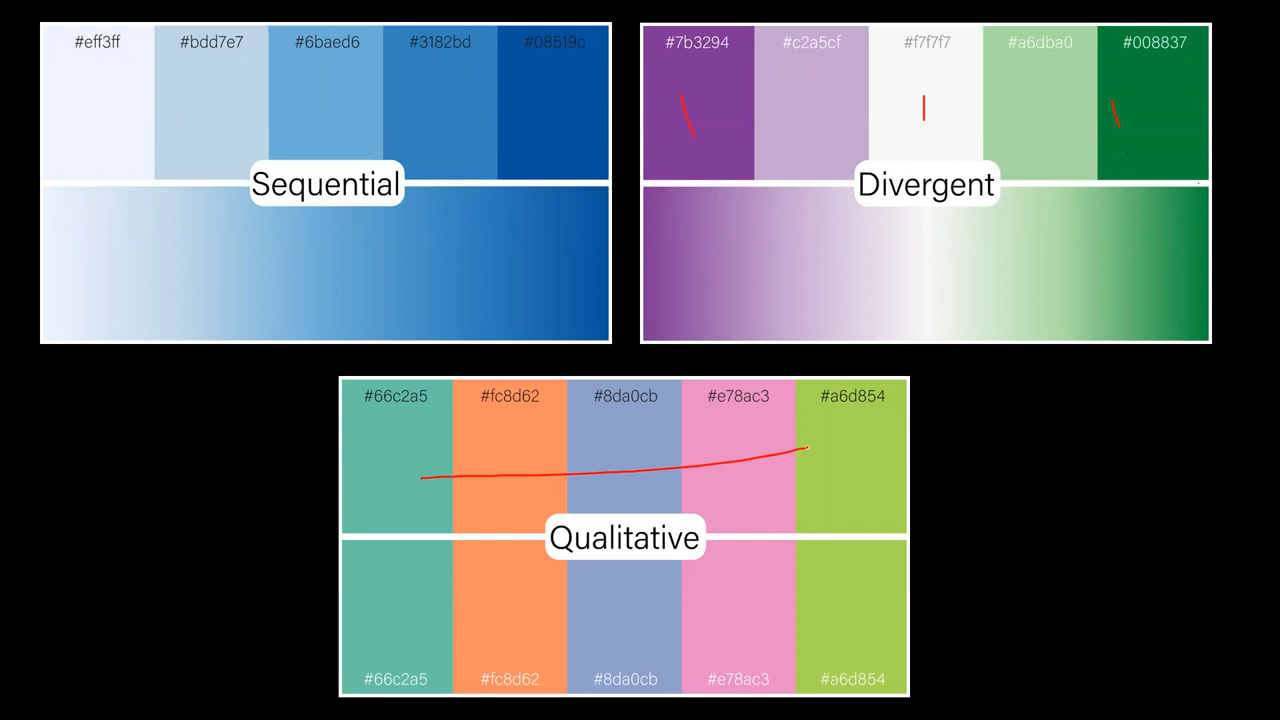 #eff3ff #bdd7e7 #6baed6 #3182bd #08519c
Sequential
#7b3294 #c2a5cf #f7f7f7 #a6dba0 #008837
Divergent
#66c2a5 #fc8d62 #8da0cb #e78ac3 #a6d854
Qualitative
#66c2a5 #fc8d62 #8da0cb #e78ac3 #a6d854